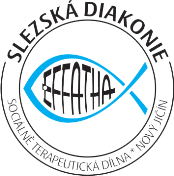 SLEZSKÁ DIAKONIE
EFFATHA
SOCIÁLNĚ TERAPEUTICKÁ DÍLNA * NOVÝ JIČÍN